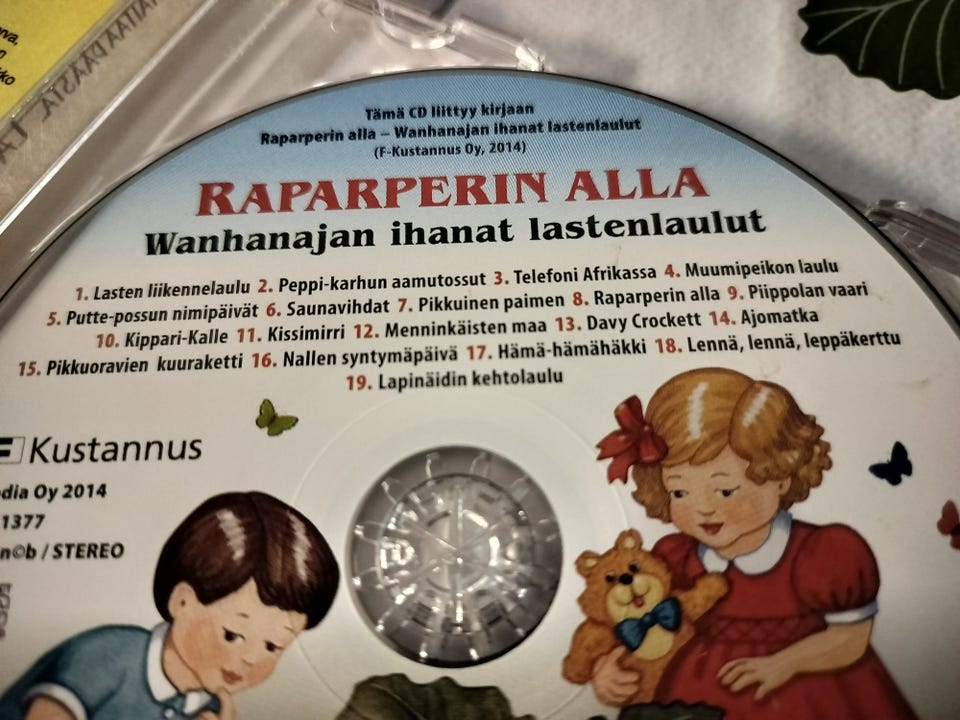 Tämä CD liittyy kirjaan
Raparperin alla – Wanhanajan ihanat lastenlaulut
(F-Kustannus Oy, 2014)
RAPARPERIN ALLA
Wanhanajan ihanat lastenlaulut
1. Lasten liikennelaulu 2. Peppi-karhun aamutossut 3. Telefoni Afrikassa 4. Muumipeikon laulu
5. Putte-possun nimipäivät 6. Saunavihdat 7. Pikkuinen paimen 8. Raparperin alla 9. Piippolan vaari
10. Kippari-Kalle 11. Kissimirri 12. Menninkäisten maa 13. Davy Crockett 14. Ajomatka
15. Pikkuoravien kuuraketti 16. Nallen syntymäpäivä 17. Hämä-hämähäkki 18. Lennä, lennä, leppäkerttu
19. Lapinäidin kehtolaulu
F Kustannus
dia Oy 2014
1377
n©b / STEREO